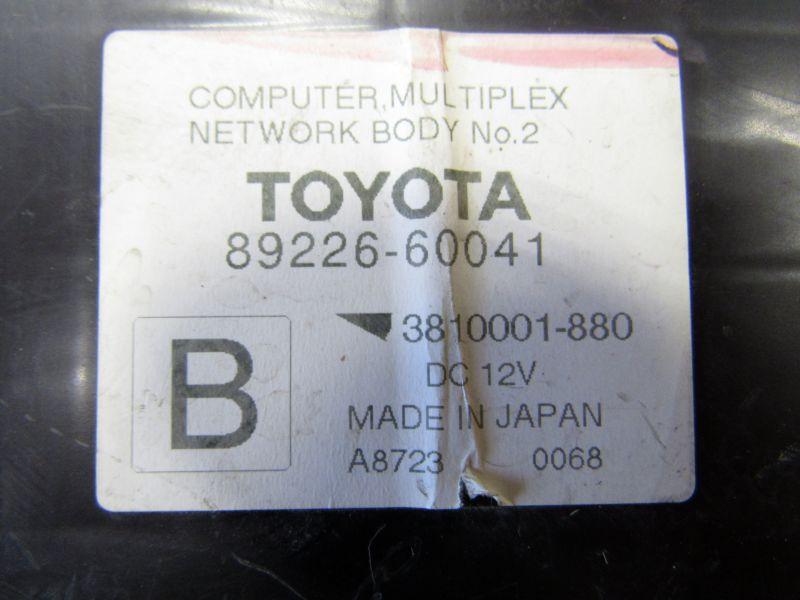 COMPUTER, MULTIPLEX
NETWORK BODY No.2
TOYOTA
89226-60041
3810001-880
B
DC 12V
MADE IN JAPAN
A8723 0068